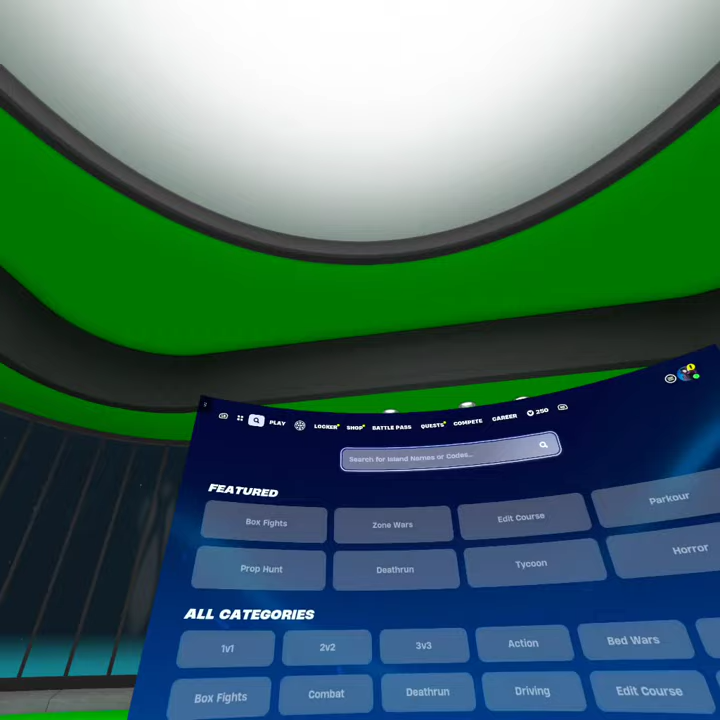 PLAY LOCKER SHOP BATTLE PASS QUESTS COMPETE CAREER 250
Search for Island Names or Codes...
FEATURED
Box Fights Zone Wars Edit Course Parkour
Prop Hunt Deathrun Tycoon Horror
ALL CATEGORIES
1v1 2v2 3v3 Action Bed Wars
Box Fights Combat Deathrun Driving Edit Course